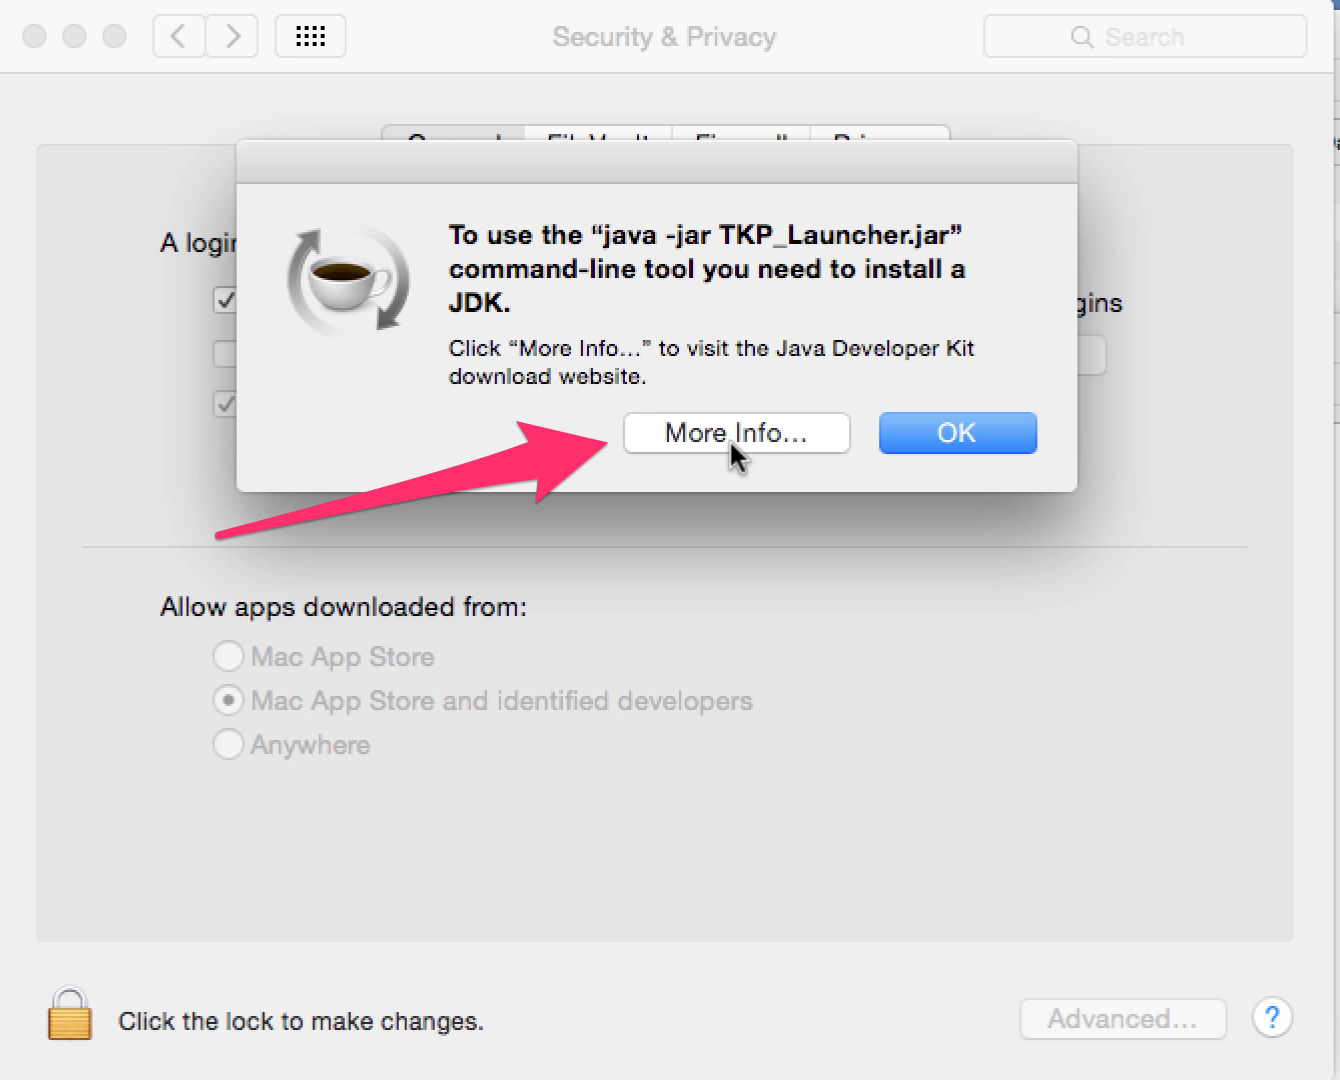 Security & Privacy
Search
To use the “java -jar TKP_Launcher.jar”
command-line tool you need to install a
JDK.
Click “More Info...” to visit the Java Developer Kit
download website.
More Info...
OK
A login
gins
Allow apps downloaded from:
Mac App Store
Mac App Store and identified developers
Anywhere
Click the lock to make changes.
Advanced...
?